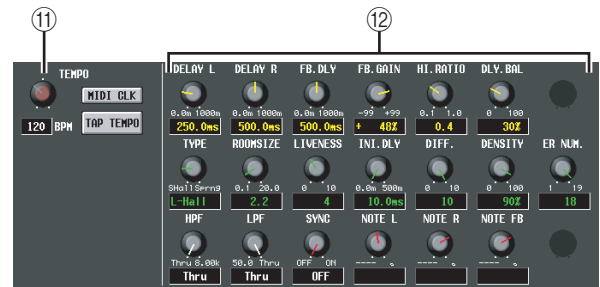 ⑪ ⑫
TEMPO
MIDI CLK
120 BPM TAP TEMPO
DELAY L DELAY R FB.DLY FB.GAIN HI.RATIO DLY.BAL
0.0m 1000m 0.0m 1000m 0.0m 1000m -99 +99 0.1 1.0 0 100
250.0ms 500.0ms 500.0ms + 48% 0.4 30%
TYPE ROOMSIZE LIVENESS INI.DLY DIFF. DENSITY ER NUM.
SHallSprng 0.1 20.0 0 10 0.0m 500m 0 10 0 100 1 19
L-Hall 2.2 4 10.0ms 10 90% 18
HPF LPF SYNC NOTE L NOTE R NOTE FB
Thru 8.00k 50.0 Thru OFF ON ---- ---- ----
Thru Thru OFF